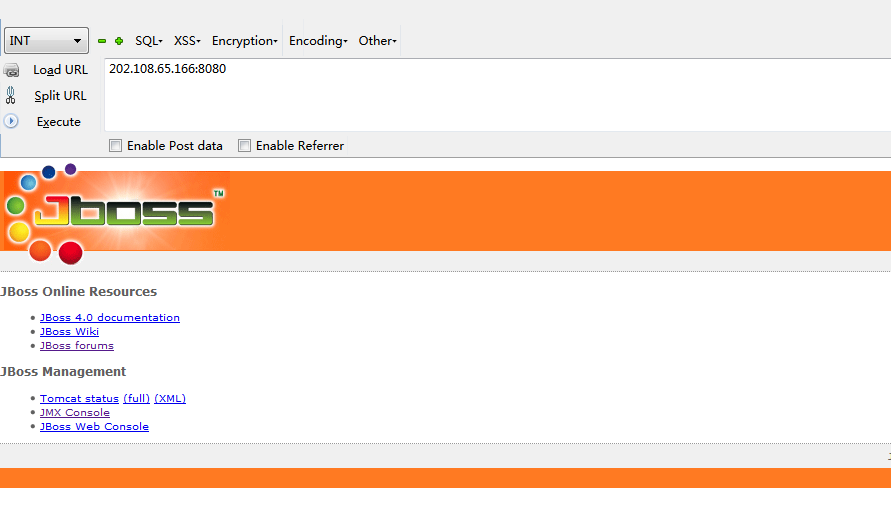 INT SQL▾ XSS▾ Encryption▾ Encoding▾ Other▾
Load URL 202.108.65.166:8080
Split URL
Execute
Enable Post data Enable Referrer
Jboss™
JBoss Online Resources
• JBoss 4.0 documentation
• JBoss Wiki
• JBoss forums
JBoss Management
• Tomcat status (full) (XML)
• JMX Console
• JBoss Web Console